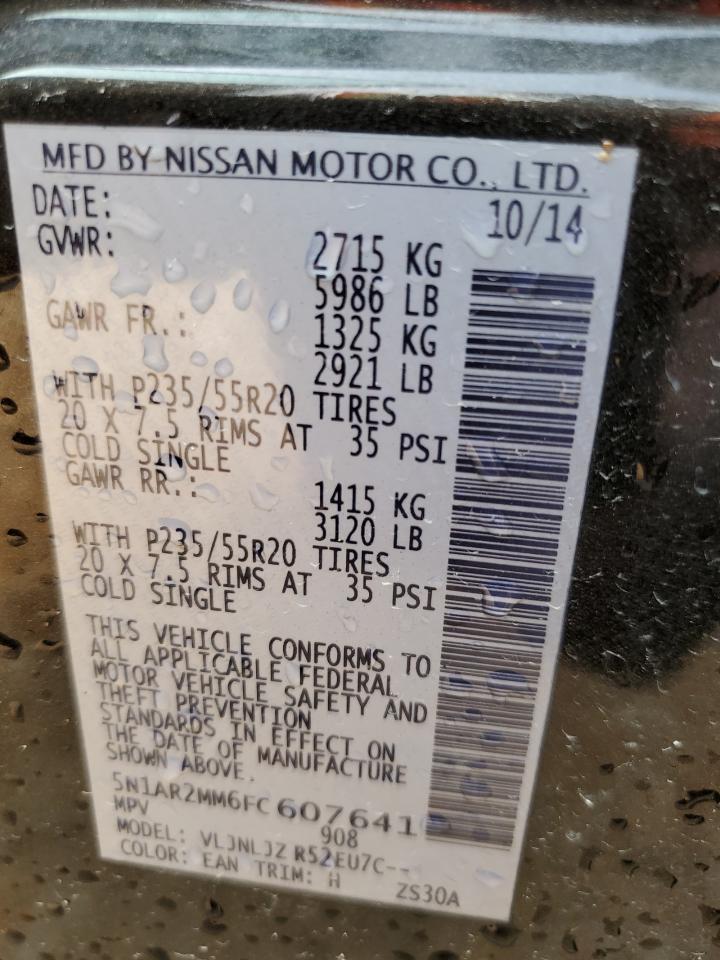 MFD BY NISSAN MOTOR CO., LTD.
DATE: 10/14
GVWR: 2715 KG
5986 LB
GAWR FR.: 1325 KG
2921 LB
WITH P235/55R20 TIRES
20 X 7.5 RIMS AT 35 PSI
COLD SINGLE
GAWR RR.: 1415 KG
3120 LB
WITH P235/55R20 TIRES
20 X 7.5 RIMS AT 35 PSI
COLD SINGLE
THIS VEHICLE CONFORMS TO
ALL APPLICABLE FEDERAL
MOTOR VEHICLE SAFETY AND
THEFT PREVENTION
STANDARDS IN EFFECT ON
THE DATE OF MANUFACTURE
SHOWN ABOVE.
5N1AR2MM6FC607641
MPV 908
MODEL: VLJNLJZ R52EU7C--
COLOR: EAN TRIM: H ZS30A